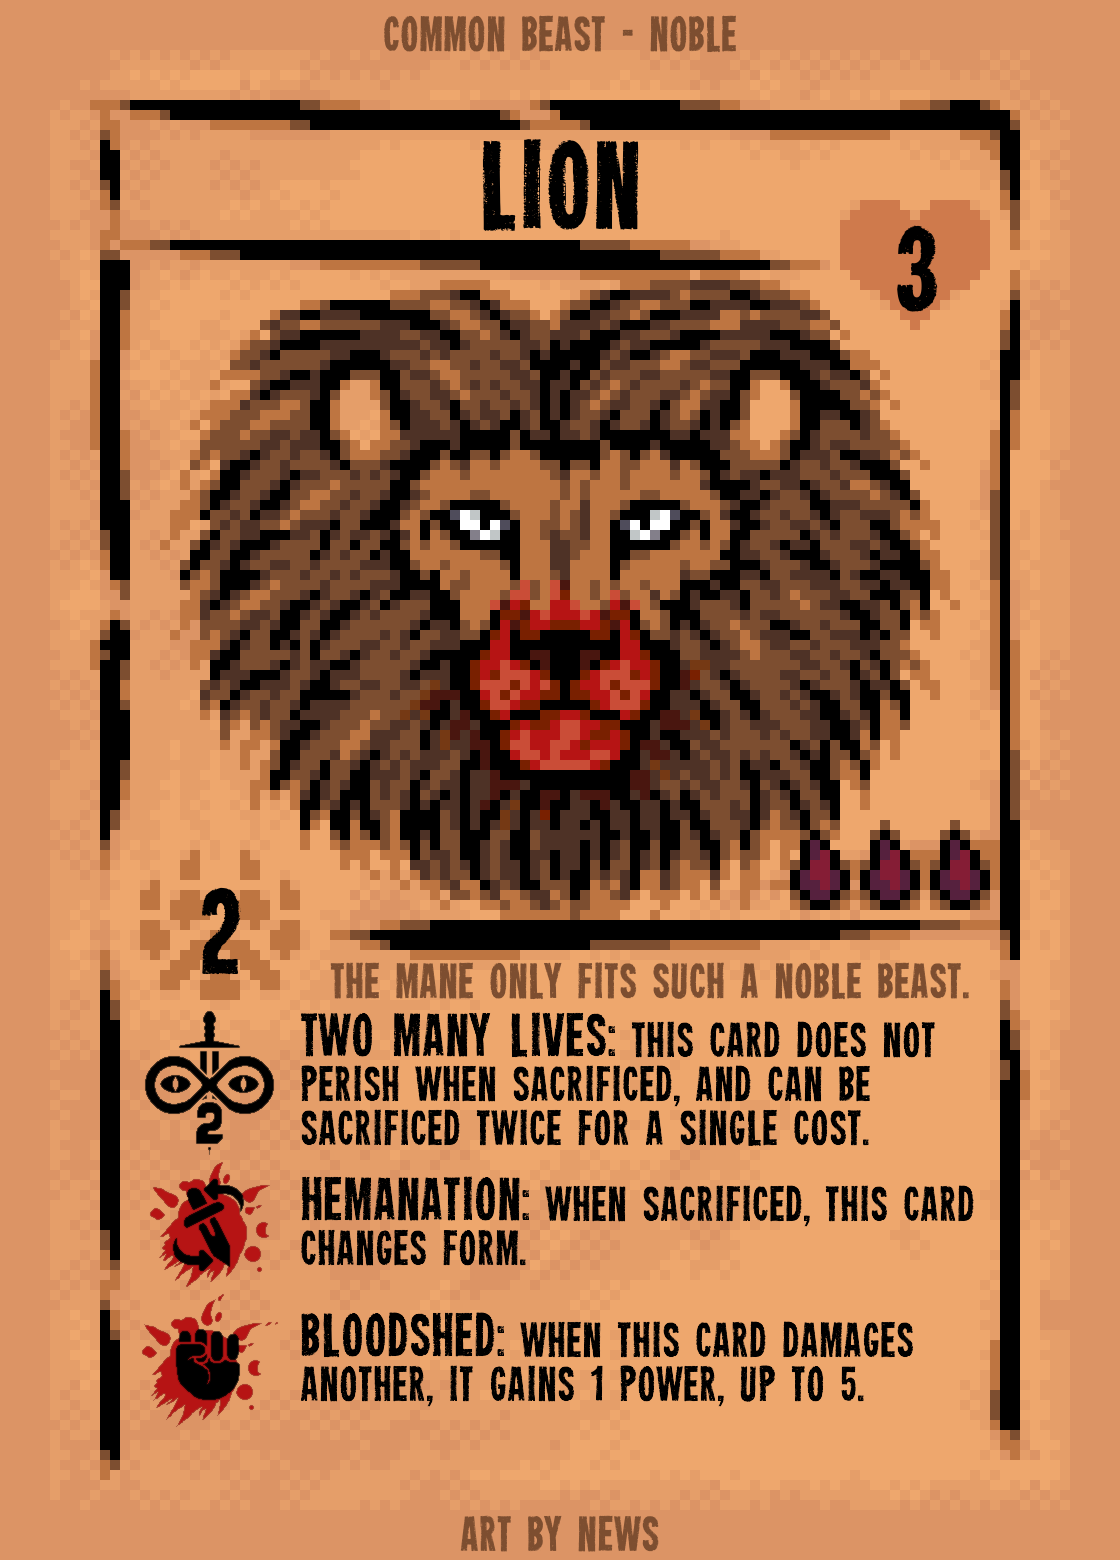 COMMON BEAST - NOBLE
LION
3
2
THE MANE ONLY FITS SUCH A NOBLE BEAST.
TWO MANY LIVES: THIS CARD DOES NOT
PERISH WHEN SACRIFICED, AND CAN BE
SACRIFICED TWICE FOR A SINGLE COST.
2
HEMANATION: WHEN SACRIFICED, THIS CARD
CHANGES FORM.
BLOODSHED: WHEN THIS CARD DAMAGES
ANOTHER, IT GAINS 1 POWER, UP TO 5.
ART BY NEWS